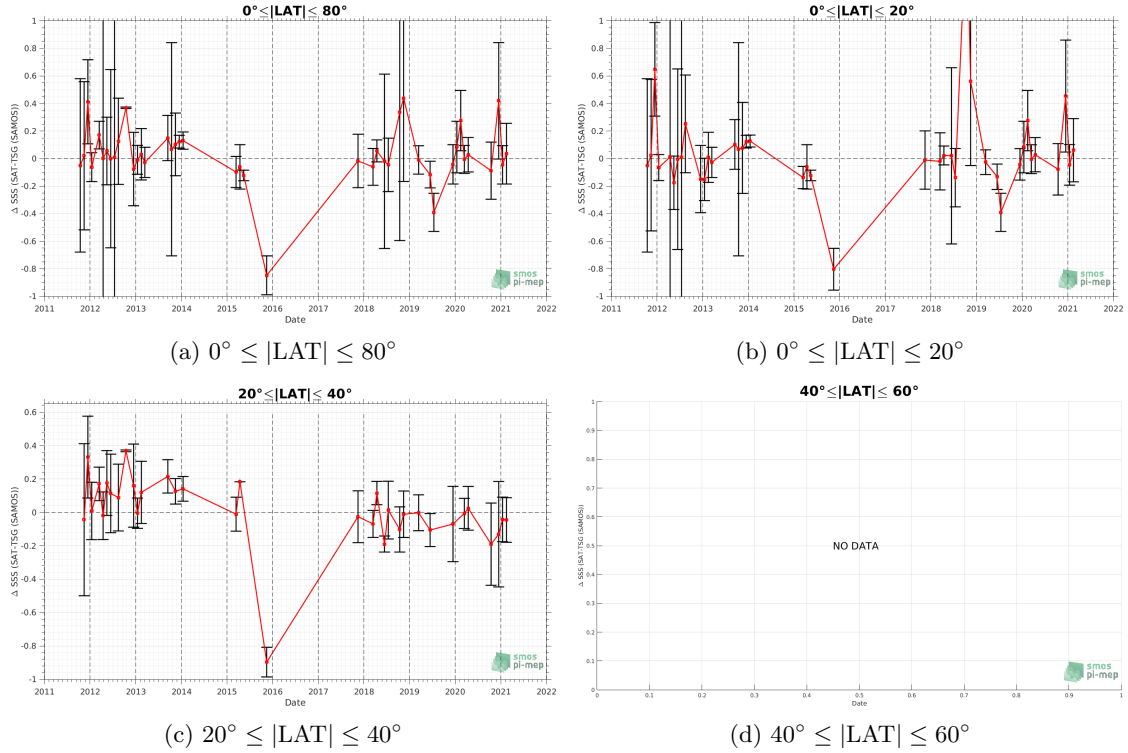 0°≤|LAT|≤ 80°
1
0.8
0.6
0.4
0.2
0
-0.2
-0.4
-0.6
-0.8
-1
Δ SSS (SAT-TSG (SAMOS))
2011 2012 2013 2014 2015 2016 2017 2018 2019 2020 2021 2022
Date
smos
pi-mep
(a) 0° ≤ |LAT| ≤ 80°
0°≤|LAT|≤ 20°
1
0.8
0.6
0.4
0.2
0
-0.2
-0.4
-0.6
-0.8
-1
Δ SSS (SAT-TSG (SAMOS))
2011 2012 2013 2014 2015 2016 2017 2018 2019 2020 2021 2022
Date
smos
pi-mep
(b) 0° ≤ |LAT| ≤ 20°
20°≤|LAT|≤ 40°
0.6
0.4
0.2
0
-0.2
-0.4
-0.6
-0.8
-1
Δ SSS (SAT-TSG (SAMOS))
2011 2012 2013 2014 2015 2016 2017 2018 2019 2020 2021 2022
Date
smos
pi-mep
(c) 20° ≤ |LAT| ≤ 40°
40°≤|LAT|≤ 60°
1
0.9
0.8
0.7
0.6
0.5
0.4
0.3
0.2
0.1
0
Δ SSS (SAT-TSG (SAMOS))
NO DATA
0 0.1 0.2 0.3 0.4 0.5 0.6 0.7 0.8 0.9 1
Date
smos
pi-mep
(d) 40° ≤ |LAT| ≤ 60°